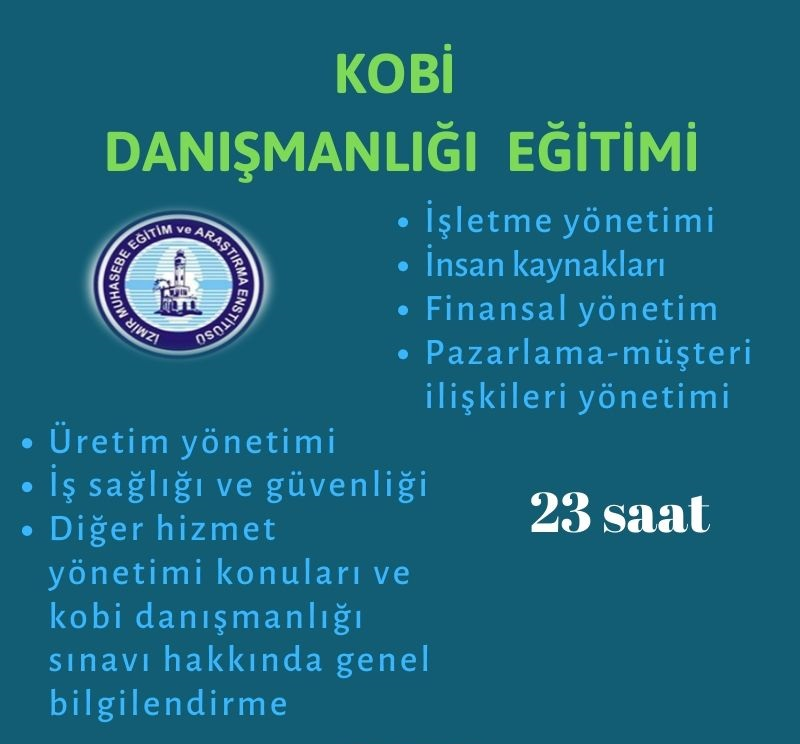 KOBİ
DANIŞMANLIĞI EĞİTİMİ
İZMİR MUHASEBE EĞİTİM ve ARAŞTIRMA ENSTİTÜSÜ
• İşletme yönetimi
• İnsan kaynakları
• Finansal yönetim
• Pazarlama-müşteri
ilişkileri yönetimi
• Üretim yönetimi
• İş sağlığı ve güvenliği
• Diğer hizmet
yönetimi konuları ve
kobi danışmanlığı
sınavı hakkında genel
bilgilendirme
23 saat